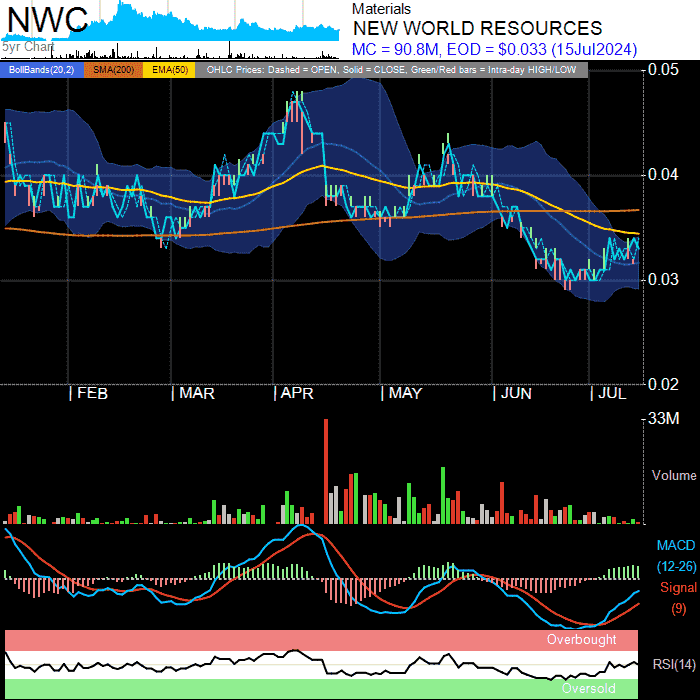 NWC
5yr Chart
Materials
NEW WORLD RESOURCES
MC = 90.8M, EOD = $0.033 (15Jul2024)
BollBands(20,2) SMA(200) EMA(50) OHLC Prices: Dashed = OPEN, Solid = CLOSE, Green/Red bars = Intra-day HIGH/LOW
0.05
0.04
0.03
0.02
| FEB | MAR | APR | MAY | JUN | JUL
33M
Volume
MACD
(12-26)
Signal
(9)
Overbought
RSI(14)
Oversold